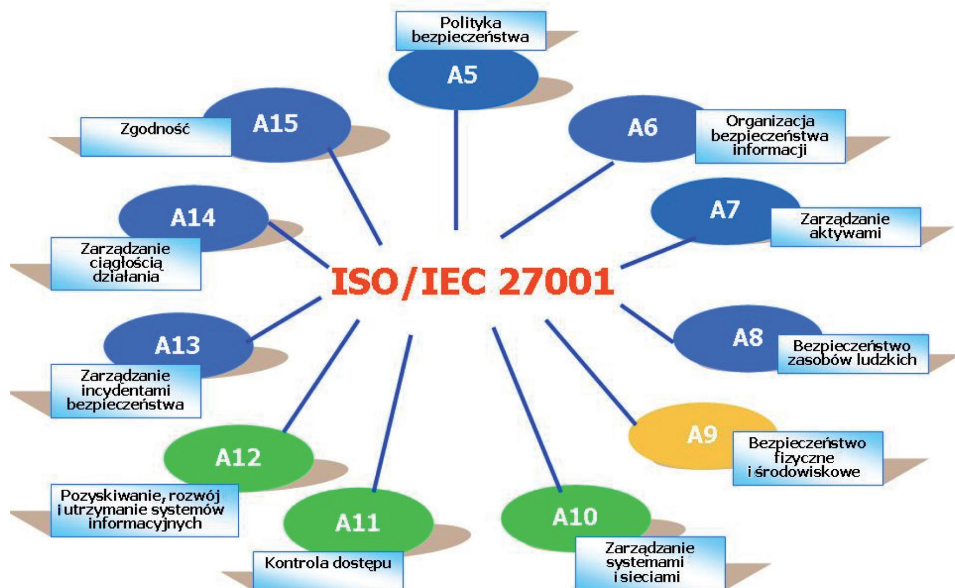 Polityka
bezpieczeństwa
A5
A6
Organizacja
bezpieczeństwa
informacji
A7
Zarządzanie
aktywami
A8
Bezpieczeństwo
zasobów ludzkich
A9
Bezpieczeństwo
fizyczne
i środowiskowe
A10
Zarządzanie
systemami
i sieciami
A11
Kontrola dostępu
A12
Pozyskiwanie, rozwój
i utrzymanie systemów
informacyjnych
A13
Zarządzanie
incydentami
bezpieczeństwa
A14
Zarządzanie
ciągłością
działania
A15
Zgodność
ISO/IEC 27001